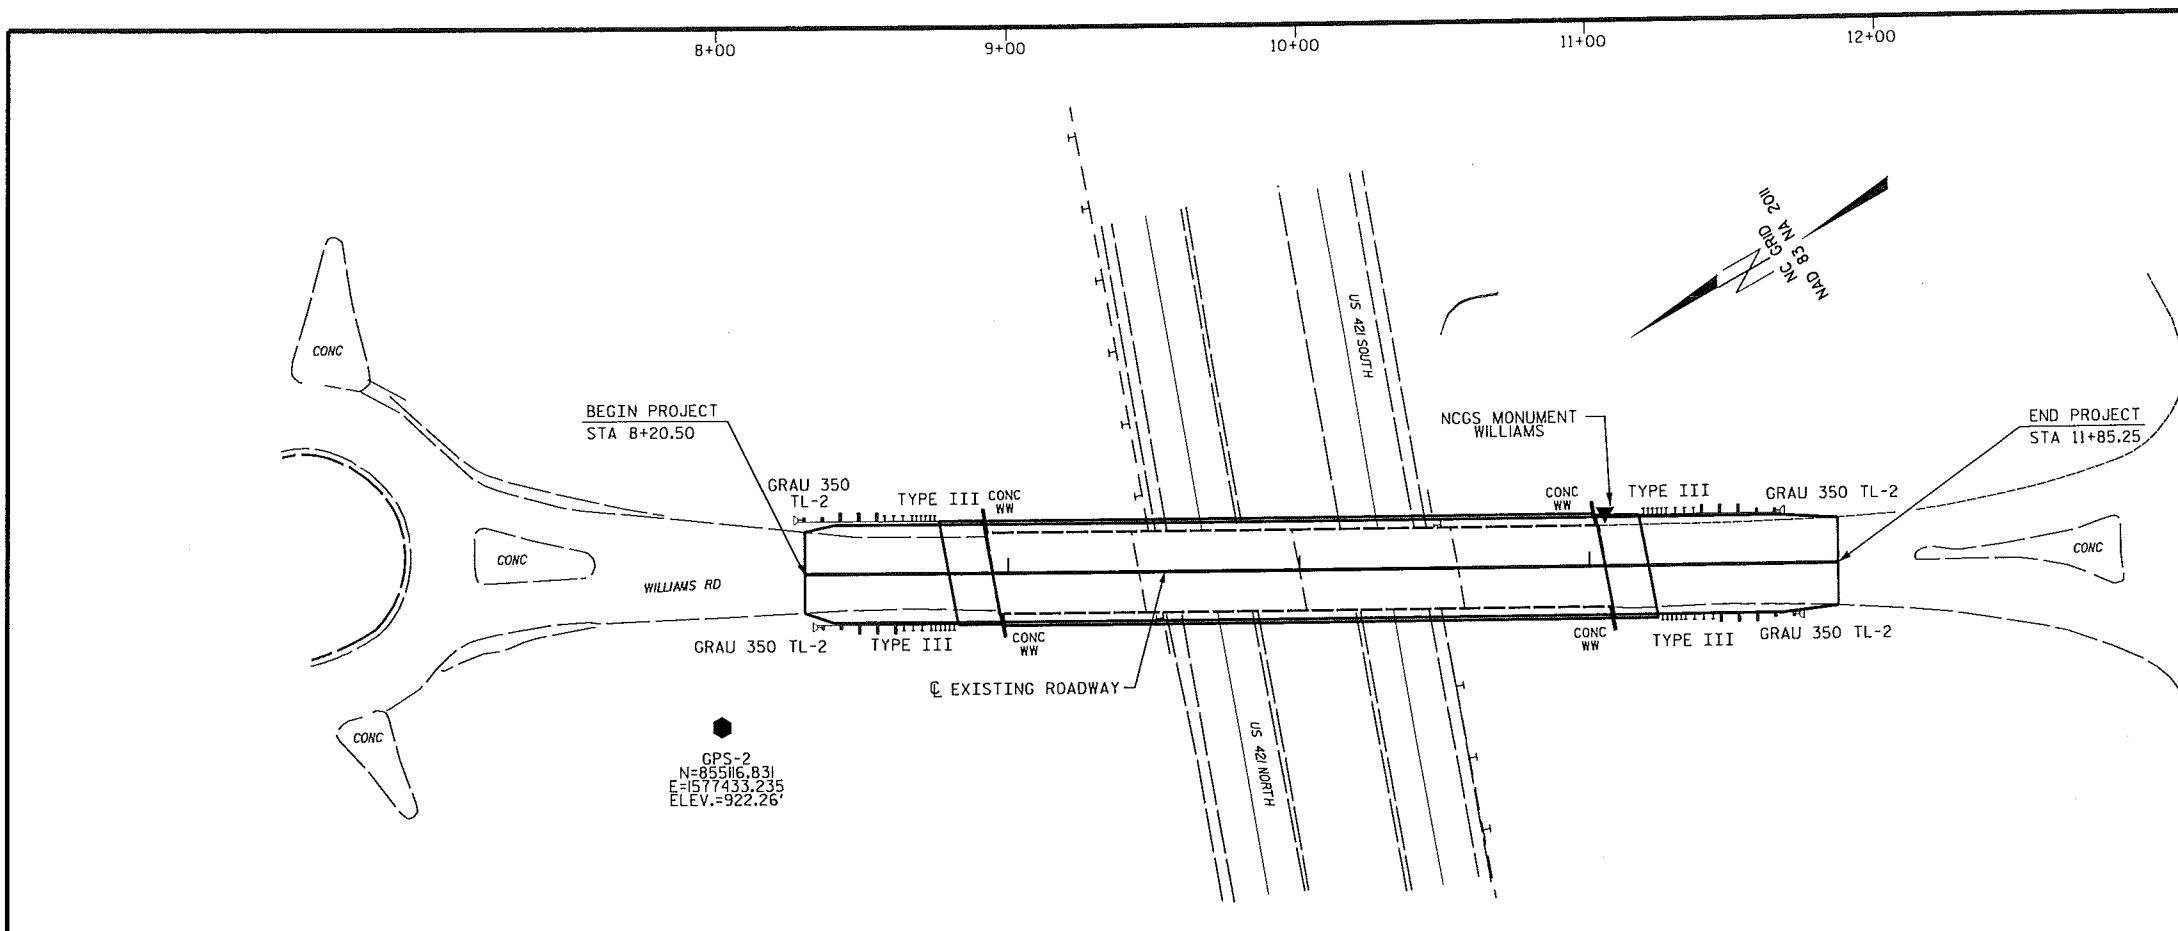 8+00
9+00
10+00
11+00
12+00
NC GRID
NAD 83 NA 2011
US 421 SOUTH
CONC
BEGIN PROJECT
STA 8+20.50
NCGS MONUMENT
WILLIAMS
END PROJECT
STA 11+85.25
GRAU 350
TL-2
TYPE III
CONC
WW
CONC
WW
TYPE III
GRAU 350 TL-2
CONC
WILLIAMS RD
CONC
GRAU 350 TL-2
TYPE III
CONC
WW
CONC
WW
TYPE III
GRAU 350 TL-2
℄ EXISTING ROADWAY
CONC
US 421 NORTH
GPS-2
N=855116.831
E=1577433.235
ELEV.=922.26'